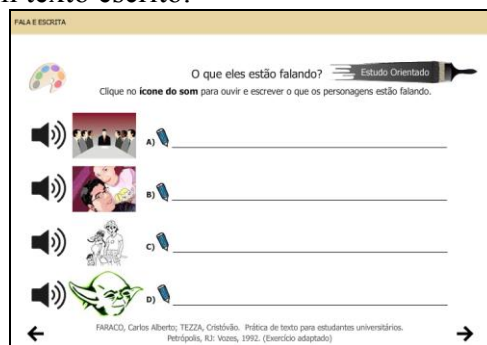 FALA E ESCRITA
O que eles estão falando?
Estudo Orientado
Clique no ícone do som para ouvir e escrever o que os personagens estão falando.
A)
B)
C)
D)
FARACO, Carlos Alberto; TEZZA, Cristóvão. Prática de texto para estudantes universitários.
Petrópolis, RJ: Vozes, 1992. (Exercício adaptado)